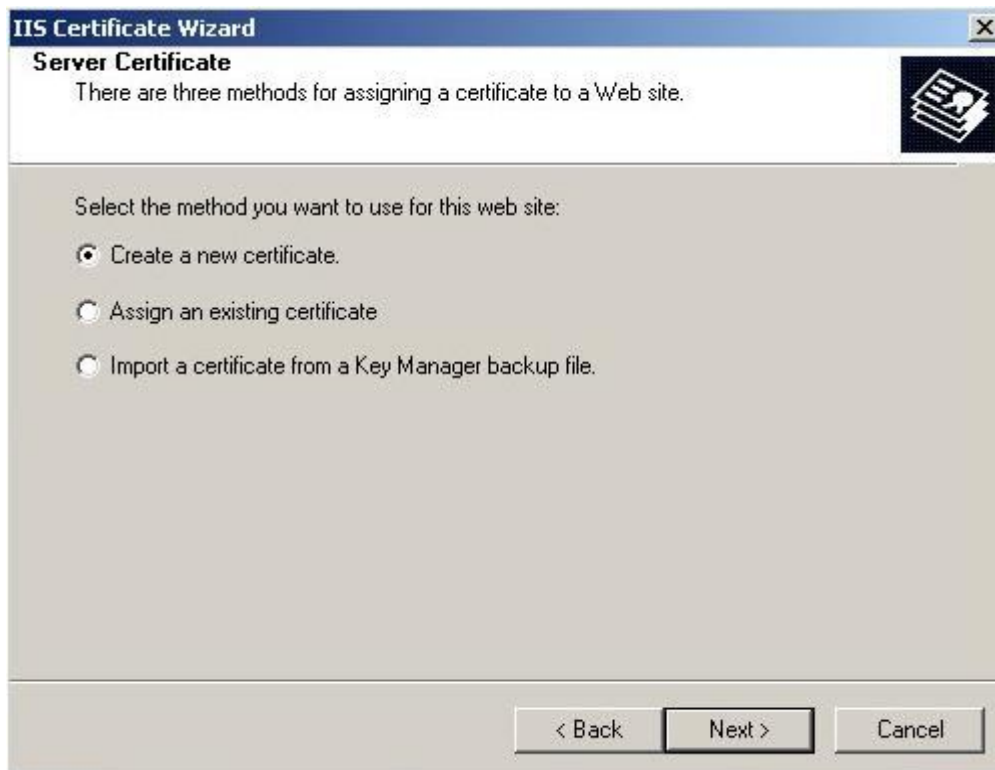 IIS Certificate Wizard
Server Certificate
There are three methods for assigning a certificate to a Web site.
Select the method you want to use for this web site:
Create a new certificate.
Assign an existing certificate
Import a certificate from a Key Manager backup file.
< Back Next > Cancel